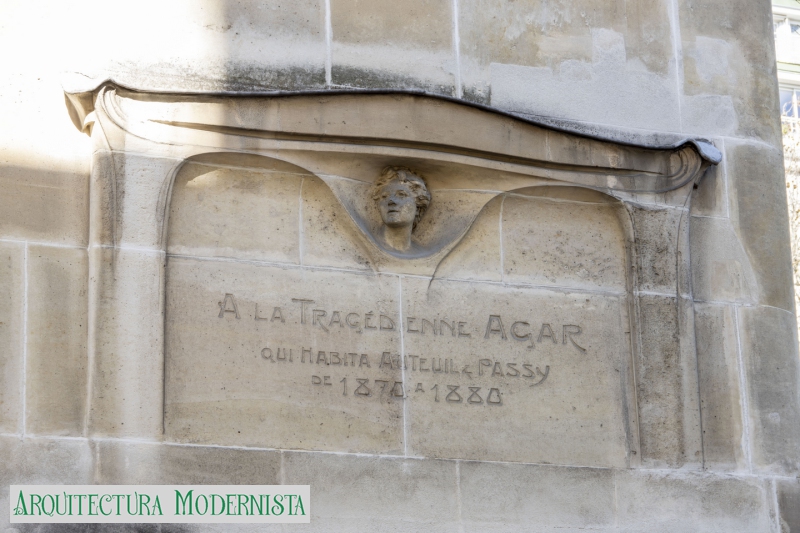 A LA TRAGÉDIENNE AGAR
QUI HABITA AUTEUIL & PASSY
DE 1870 A 1880
ARQUITECTURA MODERNISTA